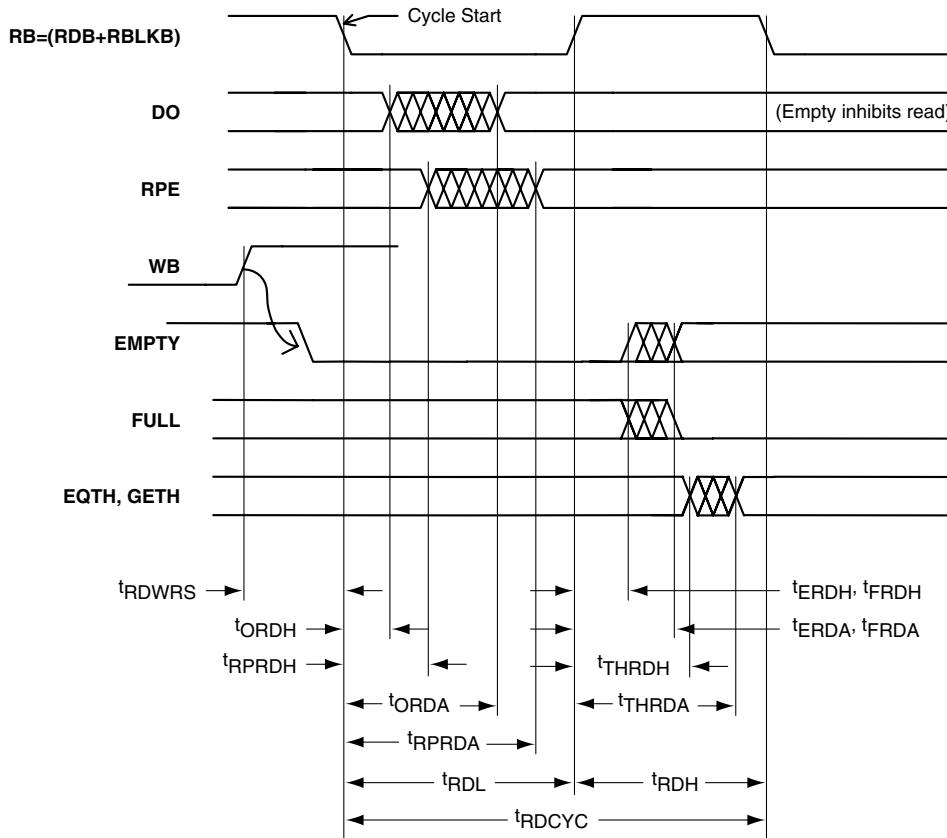 Cycle Start
RB=(RDB+RBLKB)
DO
(Empty inhibits read)
RPE
WB
EMPTY
FULL
EQTH, GETH
tRDWRS
tERDH, tFRDH
tORDH
tERDA, tFRDA
tRPRDH
tTHRDH
tORDA
tTHRDA
tRPRDA
tRDL
tRDH
tRDCYC